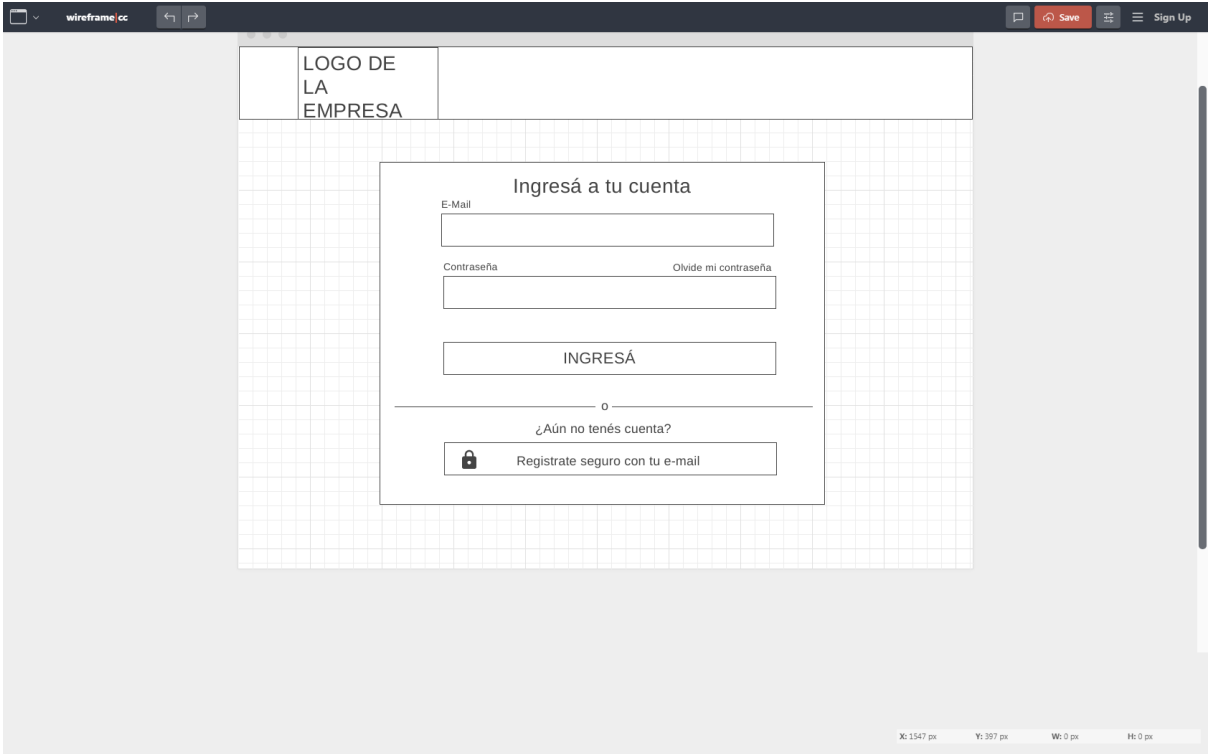 wireframe|cc
Save
Sign Up
LOGO DE
LA
EMPRESA
Ingresá a tu cuenta
E-Mail
Contraseña
Olvide mi contraseña
INGRESÁ
o
¿Aún no tenés cuenta?
Registrate seguro con tu e-mail
X: 1547 px Y: 397 px W: 0 px H: 0 px